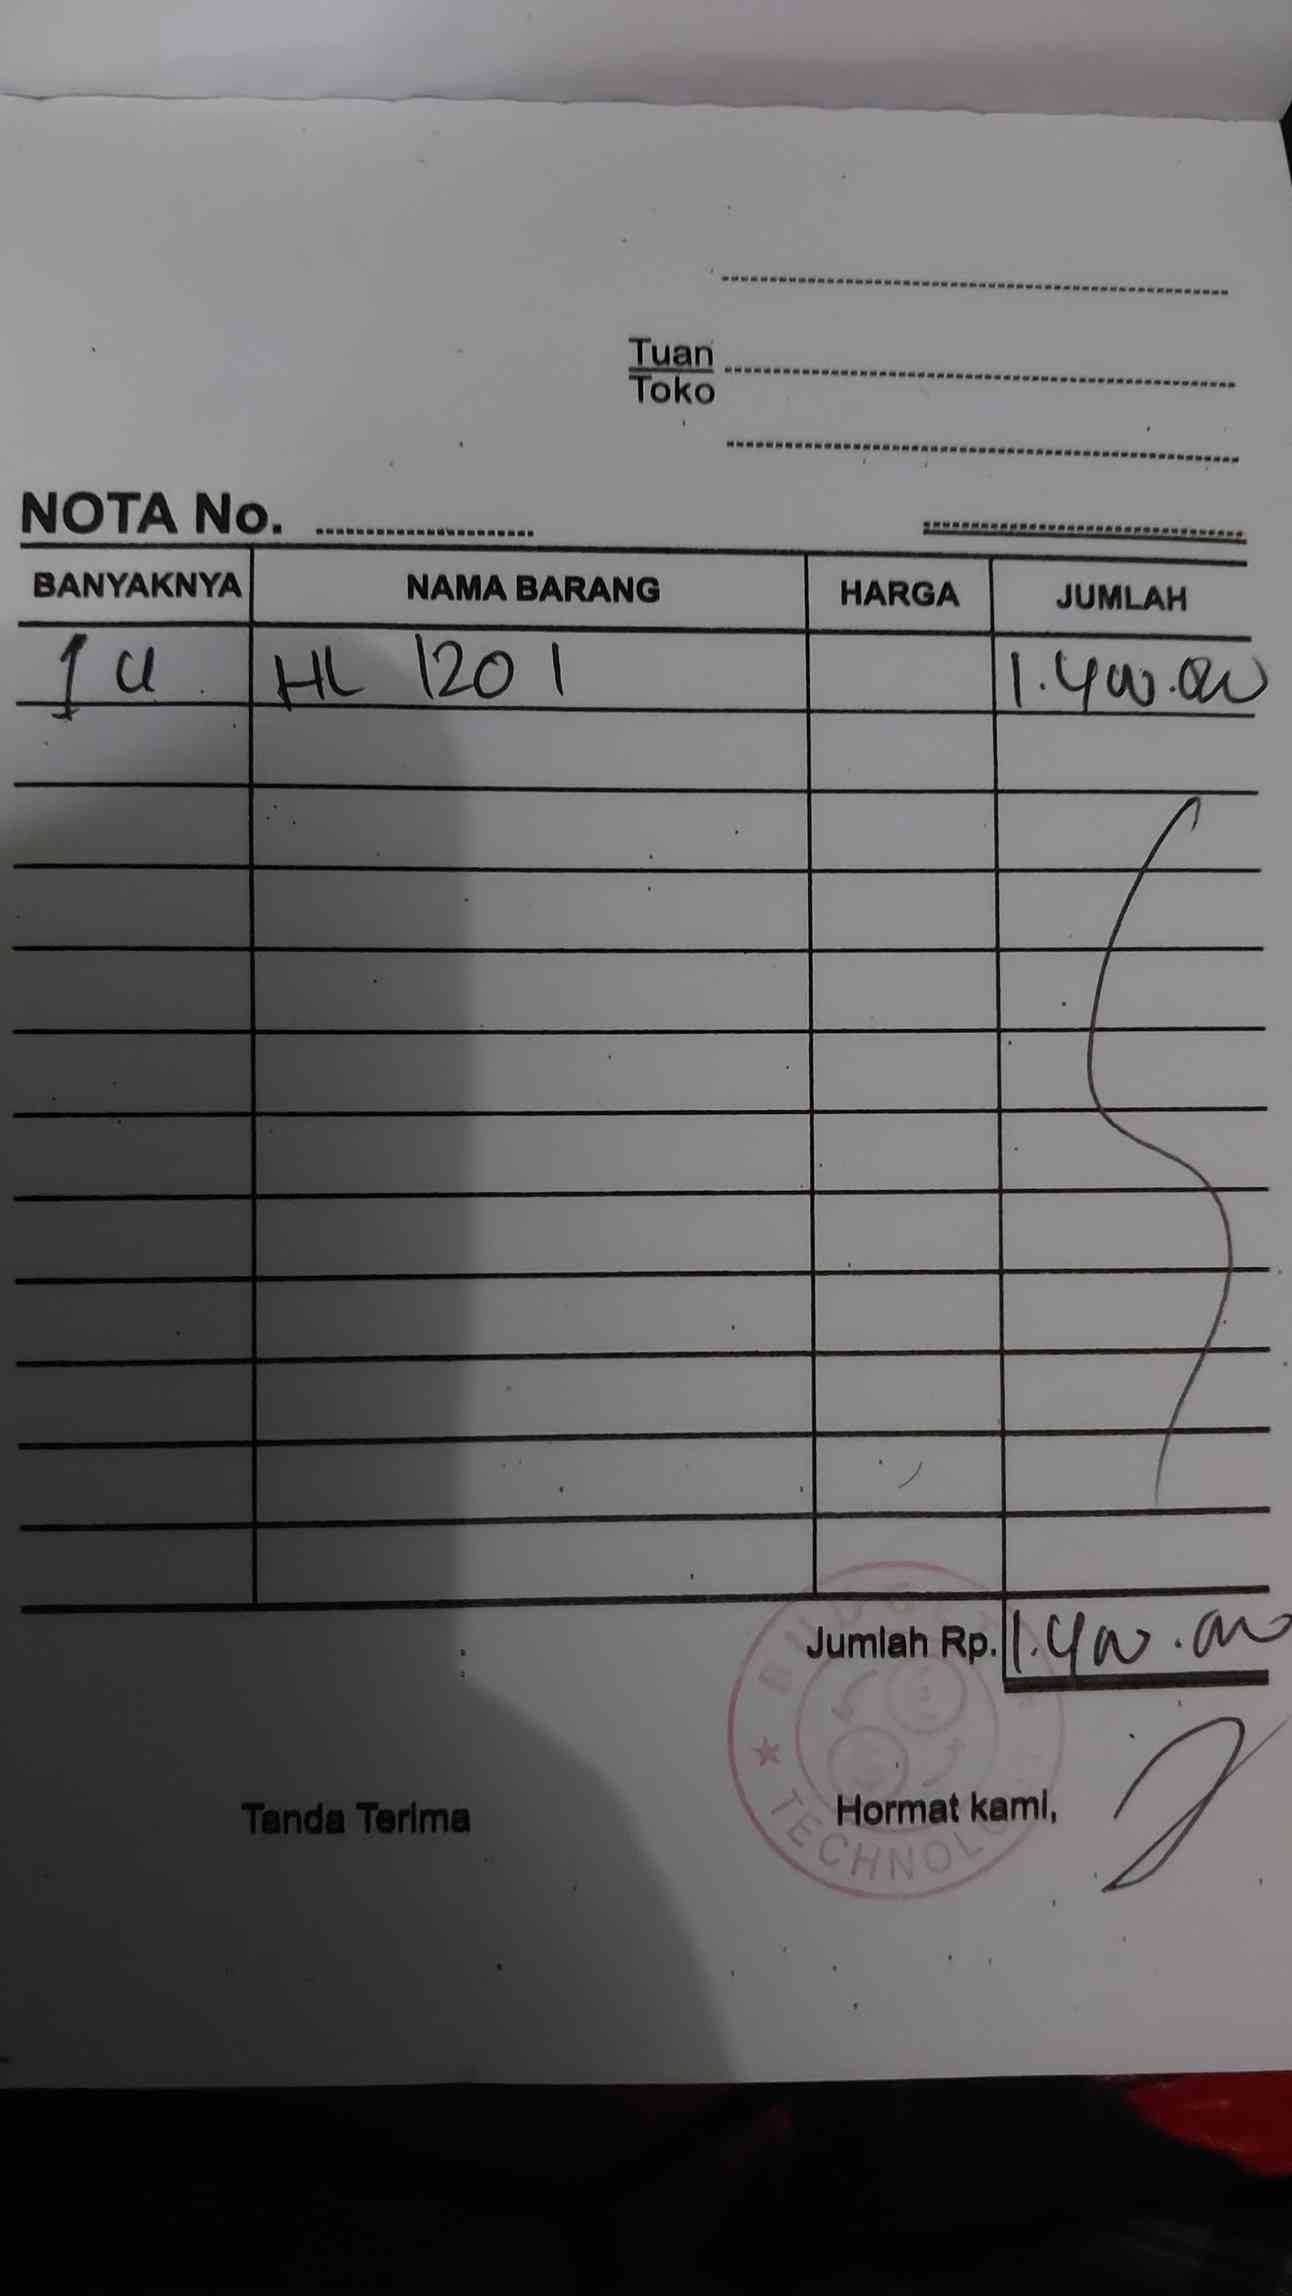 Tuan
Toko
NOTA No.
BANYAKNYA NAMA BARANG HARGA JUMLAH
1 u HL 1201 1.400.000
Jumlah Rp. 1.400.000
Tanda Terima Hormat kami,